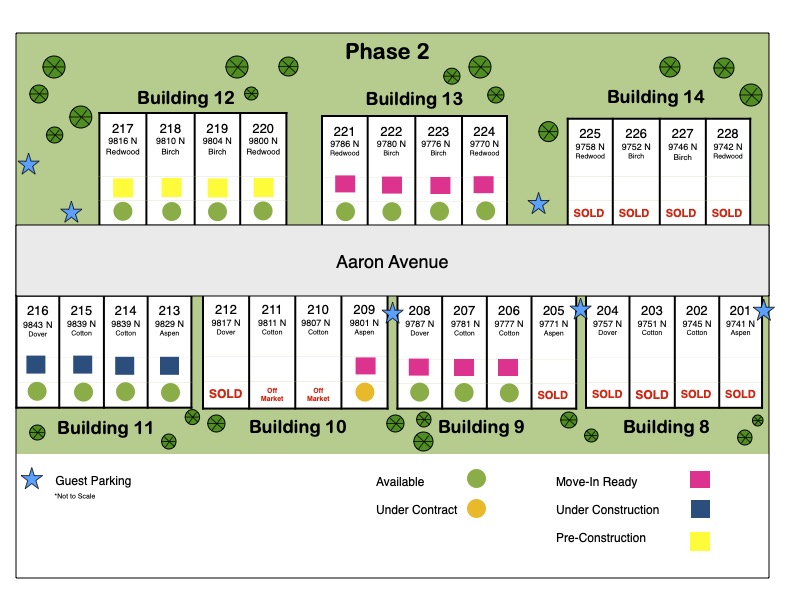 Phase 2
Building 12
Building 13
Building 14
217
9816 N
Redwood
218
9810 N
Birch
219
9804 N
Birch
220
9800 N
Redwood
221
9786 N
Redwood
222
9780 N
Birch
223
9776 N
Birch
224
9770 N
Redwood
225
9758 N
Redwood
SOLD
226
9752 N
Birch
SOLD
227
9746 N
Birch
SOLD
228
9742 N
Redwood
SOLD
Aaron Avenue
216
9843 N
Dover
215
9839 N
Cotton
214
9839 N
Cotton
213
9829 N
Aspen
212
9817 N
Dover
SOLD
211
9811 N
Cotton
Off
Market
210
9807 N
Cotton
Off
Market
209
9801 N
Aspen
208
9787 N
Dover
207
9781 N
Cotton
206
9777 N
Cotton
205
9771 N
Aspen
SOLD
204
9757 N
Dover
SOLD
203
9751 N
Cotton
SOLD
202
9745 N
Cotton
SOLD
201
9741 N
Aspen
SOLD
Building 11
Building 10
Building 9
Building 8
Guest Parking
*Not to Scale
Available
Under Contract
Move-In Ready
Under Construction
Pre-Construction